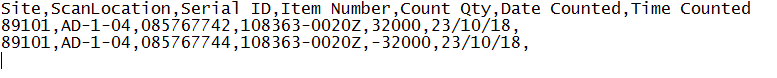 Site,ScanLocation,Serial ID,Item Number,Count Qty,Date Counted,Time Counted
89101,AD-1-04,085767742,108363-0020Z,32000,23/10/18,
89101,AD-1-04,085767744,108363-0020Z,-32000,23/10/18,